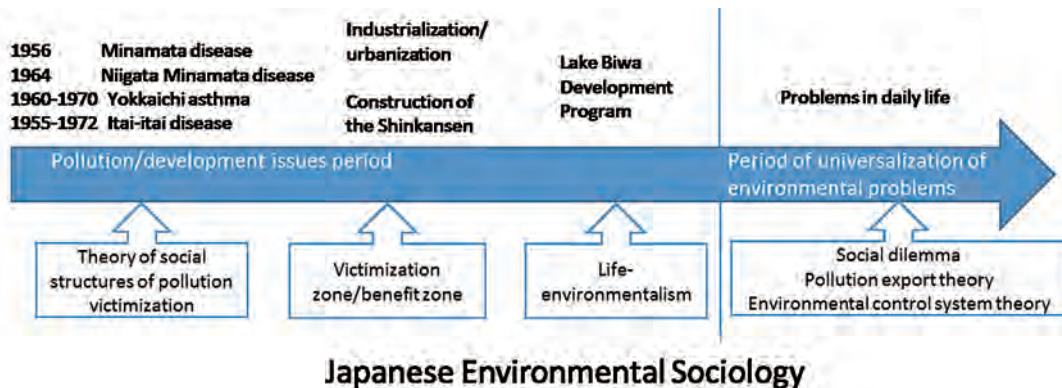 1956 Minamata disease
1964 Niigata Minamata disease
1960-1970 Yokkaichi asthma
1955-1972 Itai-itai disease
Industrialization/
urbanization
Construction of
the Shinkansen
Lake Biwa
Development
Program
Problems in daily life
Pollution/development issues period
Period of universalization of
environmental problems
Theory of social
structures of pollution
victimization
Victimization
zone/benefit zone
Life-
environmentalism
Social dilemma
Pollution export theory
Environmental control system theory
Japanese Environmental Sociology